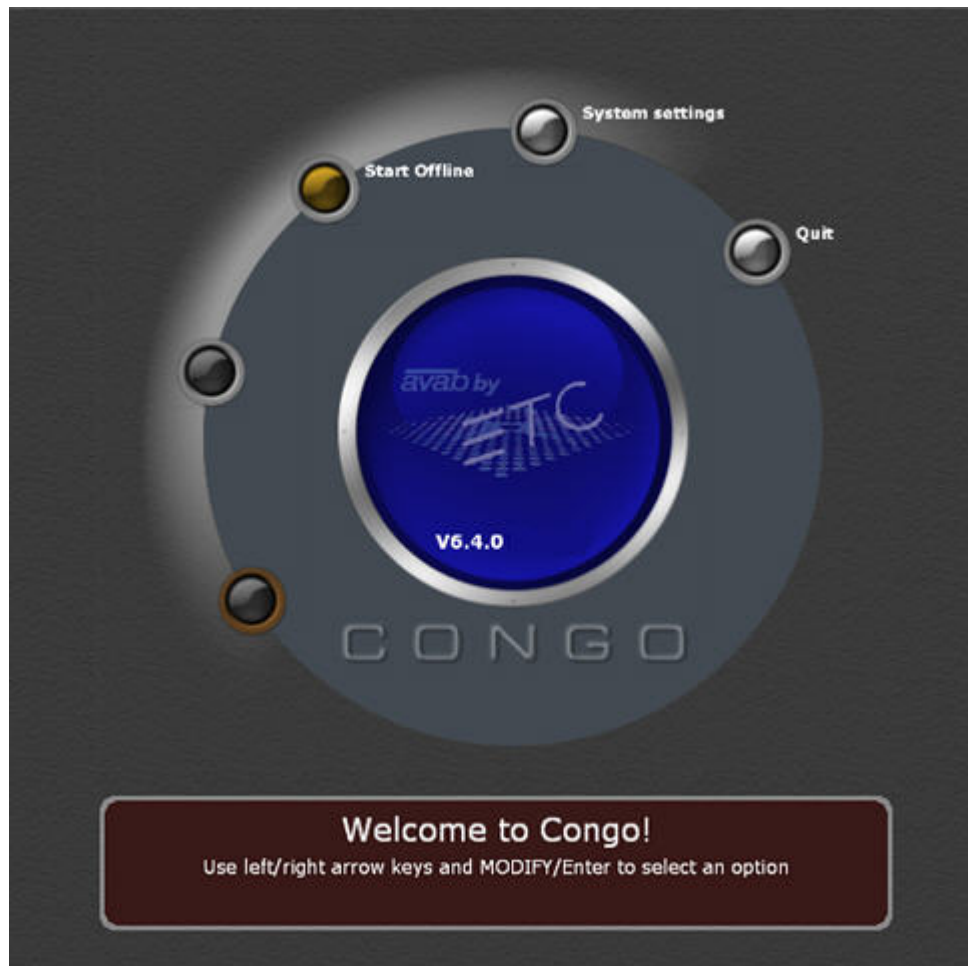 System settings
Start Offline
Quit
avab by
ETC
V6.4.0
CONGO
Welcome to Congo!
Use left/right arrow keys and MODIFY/Enter to select an option